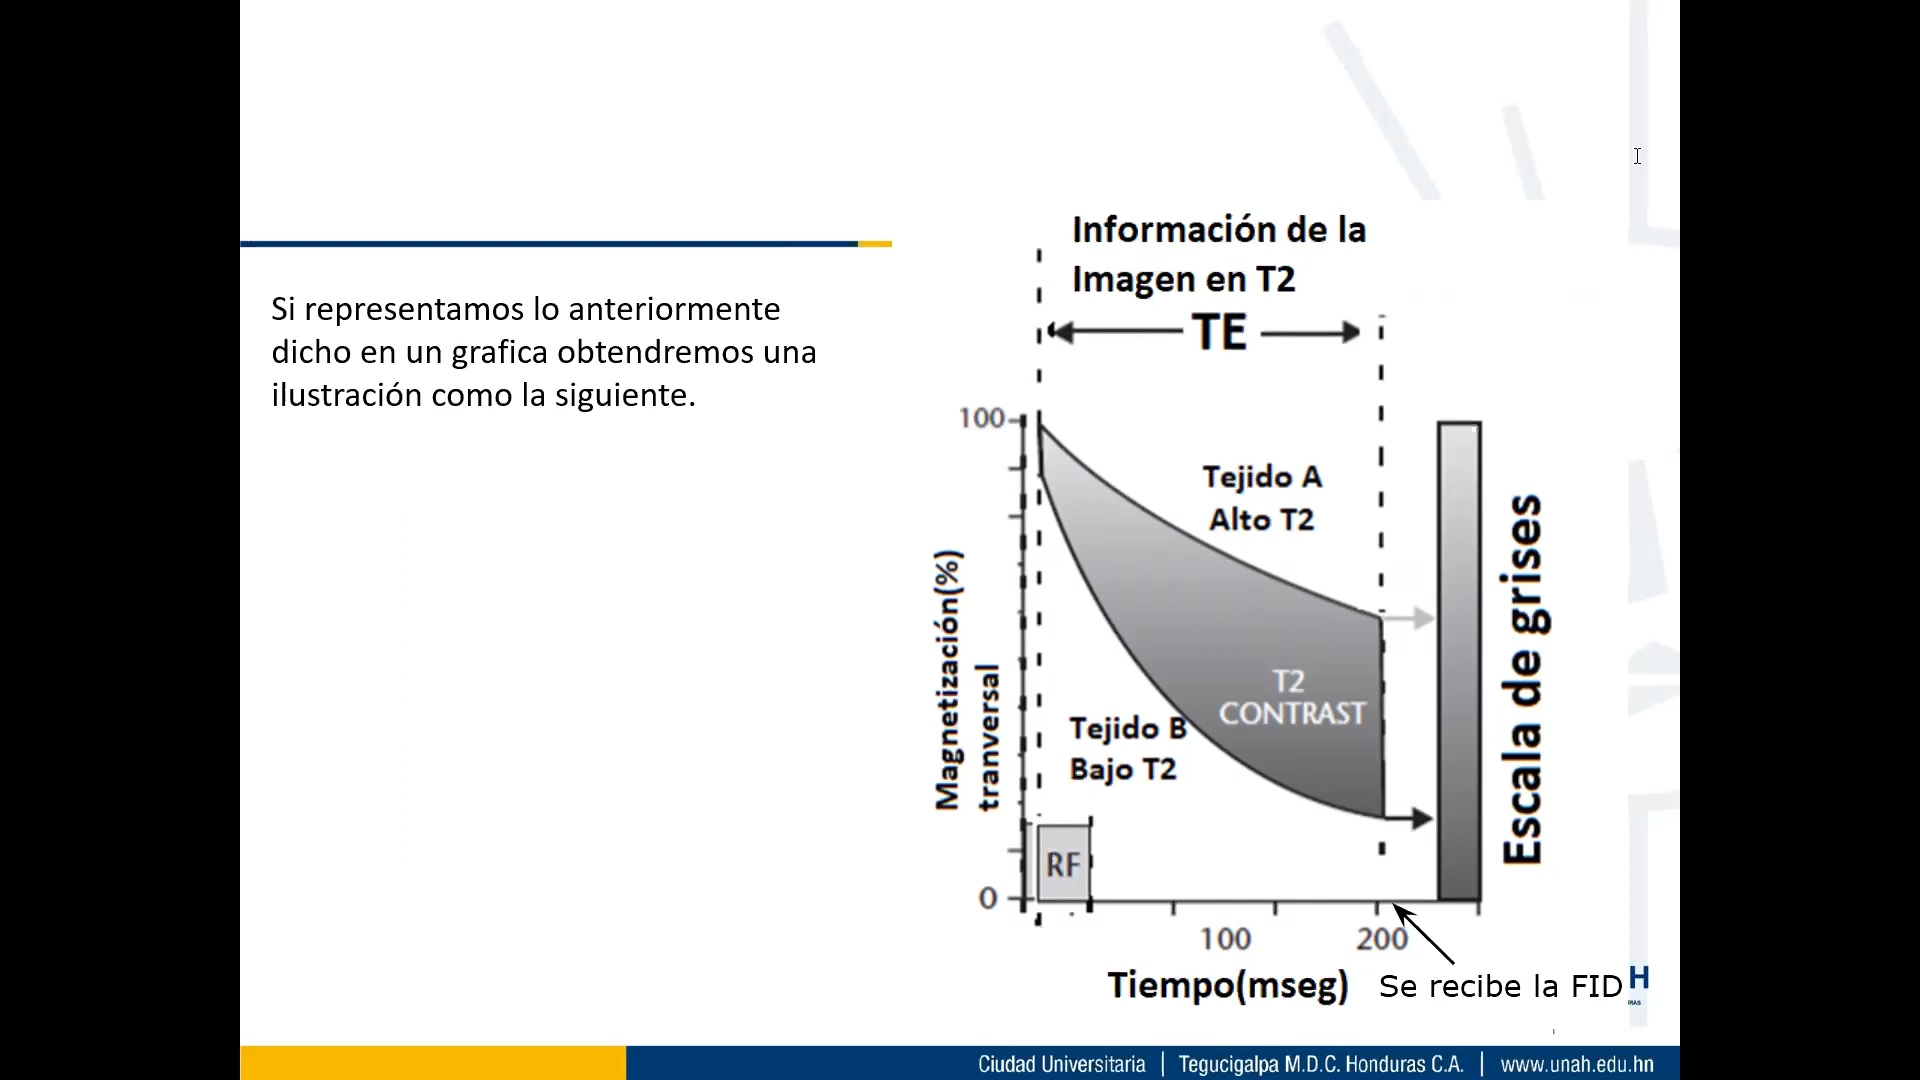 Si representamos lo anteriormente
dicho en un grafica obtendremos una
ilustración como la siguiente.
Información de la
Imagen en T2
TE
100
Tejido A
Alto T2
T2
CONTRAST
Tejido B
Bajo T2
Magnetización(%)
tranversal
Escala de grises
RF
0
100
200
Tiempo(mseg)
Se recibe la FID
H
Ciudad Universitaria | Tegucigalpa M.D.C. Honduras C.A. | www.unah.edu.hn